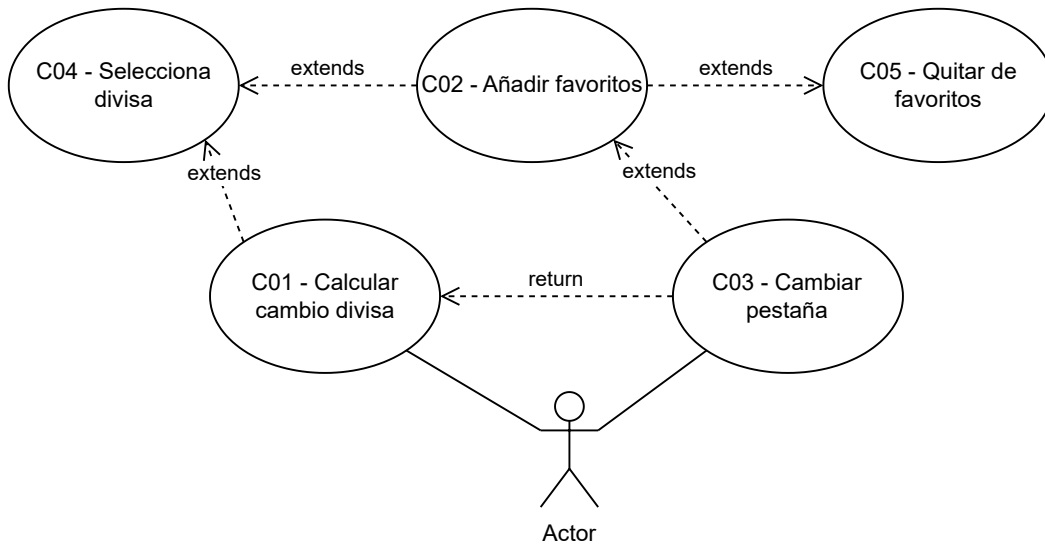 C04 - Selecciona
divisa
extends
C02 - Añadir favoritos
extends
C05 - Quitar de
favoritos
extends
extends
C01 - Calcular
cambio divisa
return
C03 - Cambiar
pestaña
Actor